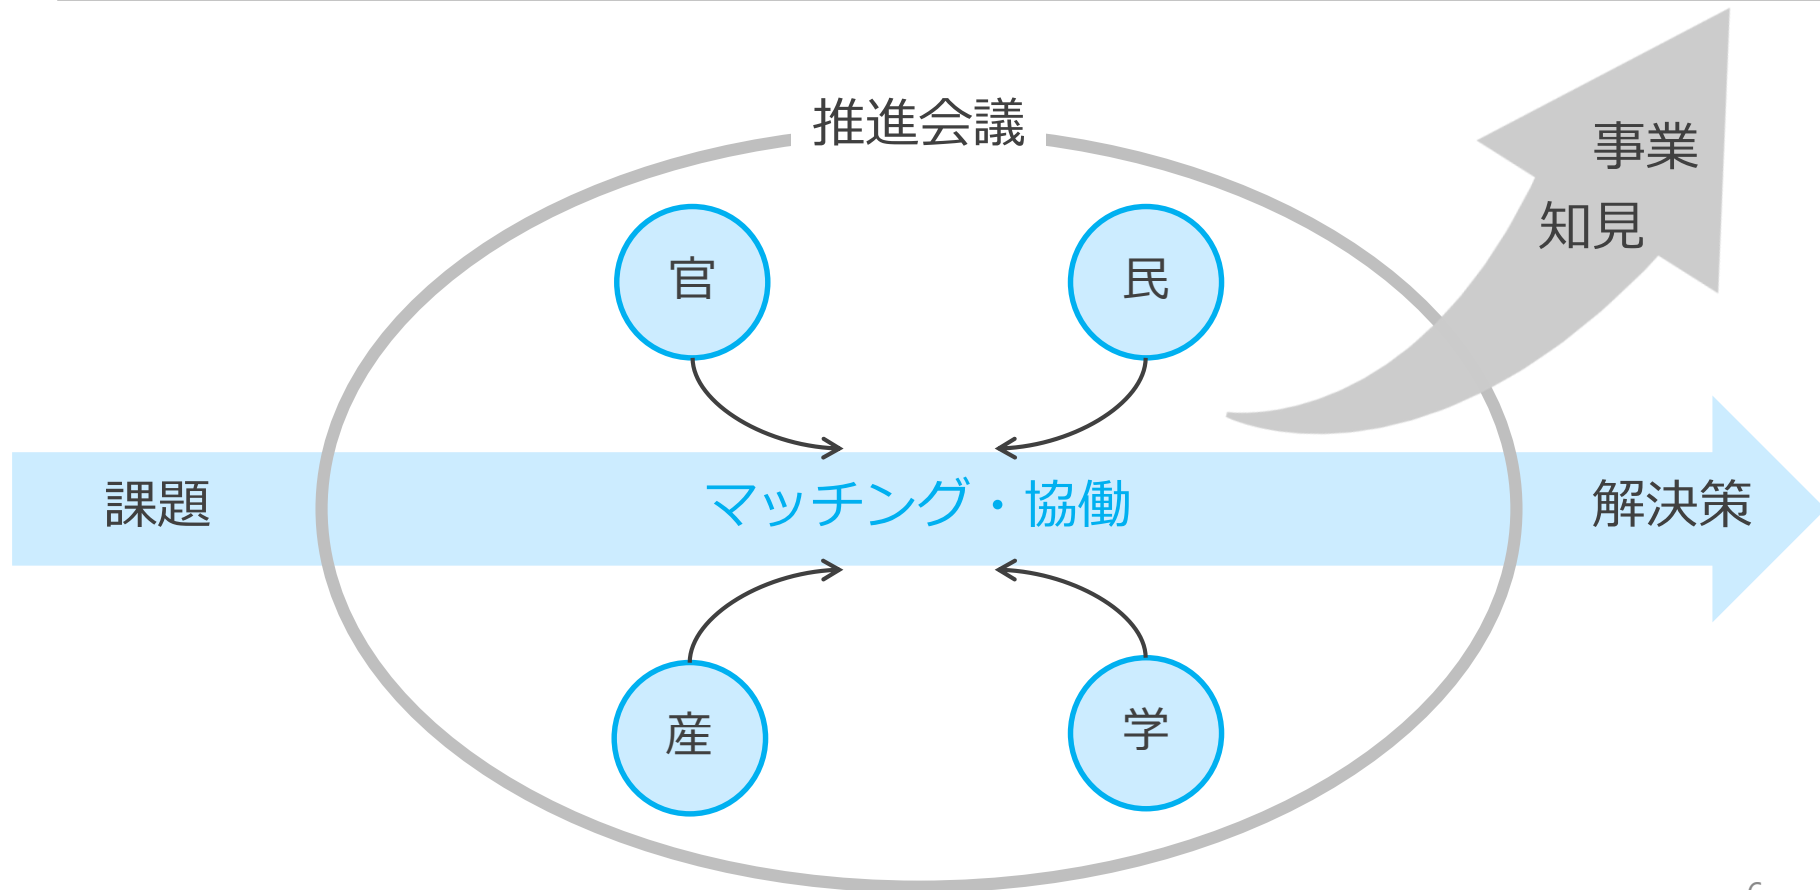 推進会議
事業
知見
官
民
課題
マッチング・協働
解決策
産
学